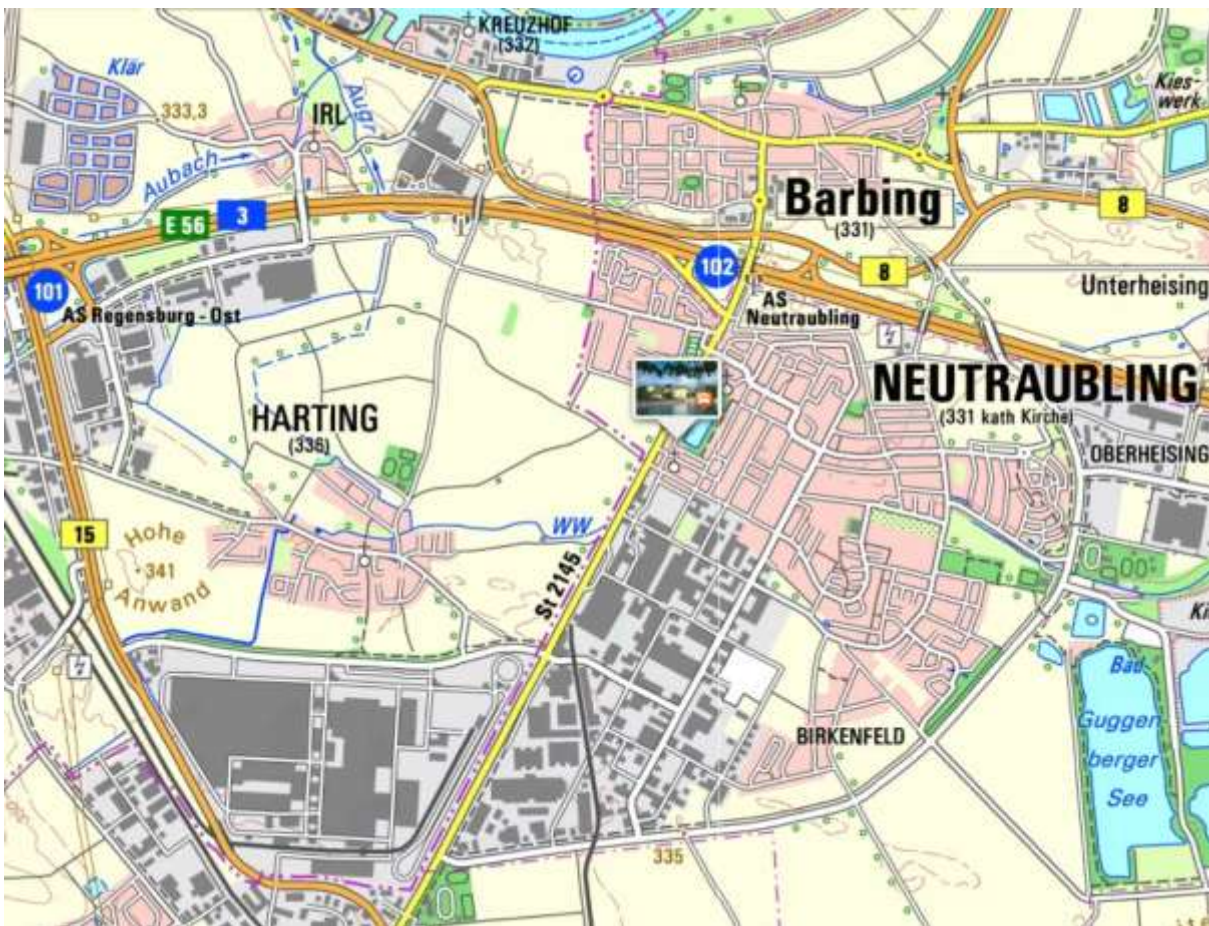 KREUZHOF
(332)
Klär
333,3
IRL
Augr
Aubach
Kies-
werk
E 56
3
Barbing
(331)
8
8
102
101
AS Regensburg - Ost
AS
Neutraubling
Unterheising
HARTING
(336)
NEUTRAUBLING
(331 kath Kirche)
OBERHEISING
15
Hohe
341
Anwand
WW
St 2145
BIRKENFELD
335
Bad
Guggen
berger
See